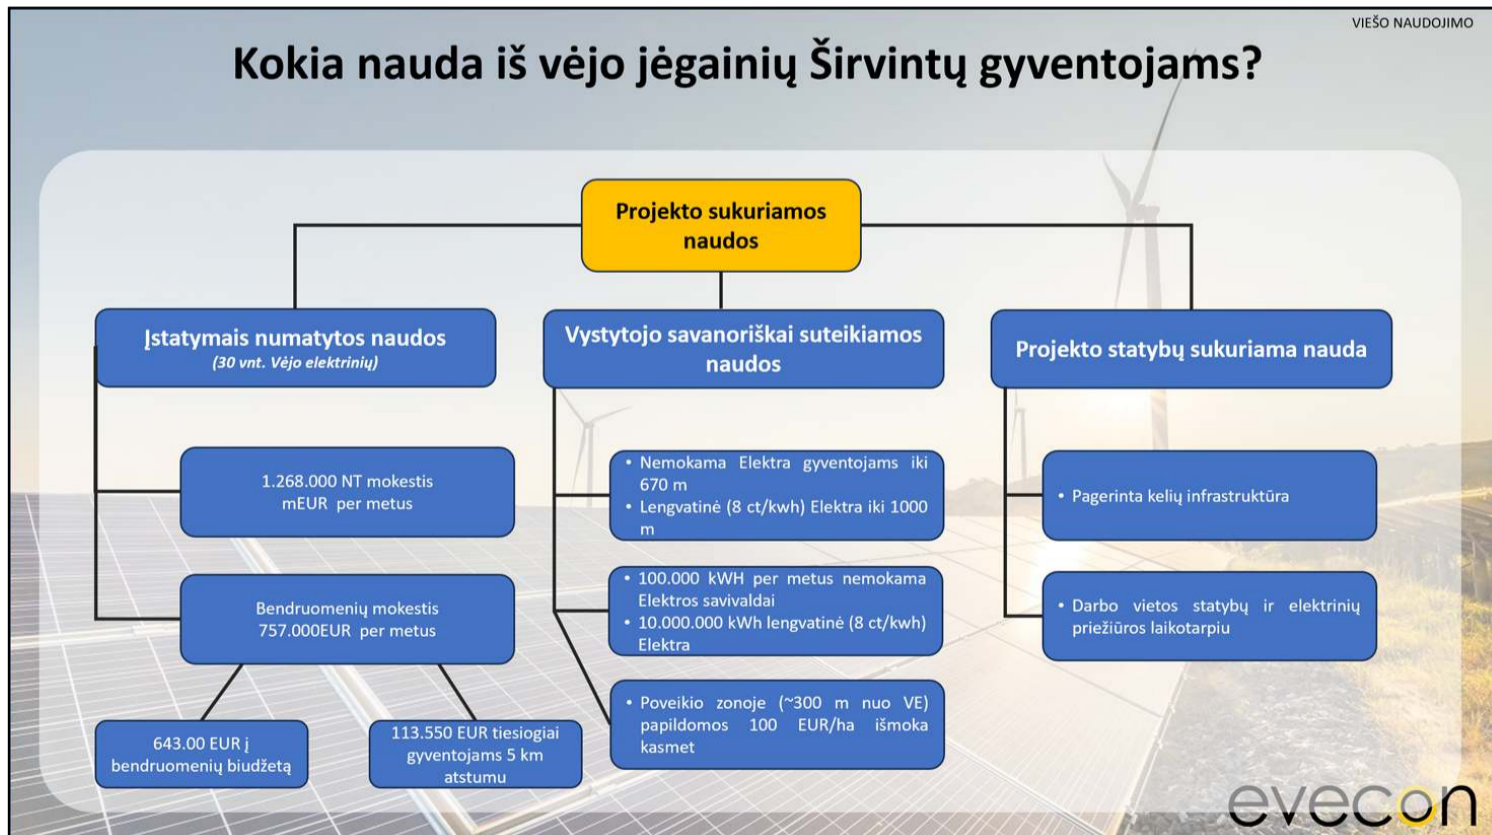 VIEŠO NAUDOJIMO
Kokia nauda iš vėjo jėgainių Širvintų gyventojams?
Projekto sukuriamos
naudos
Įstatymais numatytos naudos
(30 vnt. Vėjo elektrinių)
1.268.000 NT mokestis
mEUR per metus
Bendruomenių mokestis
757.000EUR per metus
643.00 EUR į
bendruomenių biudžetą
113.550 EUR tiesiogiai
gyventojams 5 km
atstumu
Vystytojo savanoriškai suteikiamos
naudos
• Nemokama Elektra gyventojams iki
670 m
• Lengvatinė (8 ct/kwh) Elektra iki 1000
m
• 100.000 kWH per metus nemokama
Elektros savivaldai
• 10.000.000 kWh lengvatinė (8 ct/kwh)
Elektra
• Poveikio zonoje (~300 m nuo VE)
papildomos 100 EUR/ha išmoka
kasmet
Projekto statybų sukuriama nauda
• Pagerinta kelių infrastruktūra
• Darbo vietos statybų ir elektrinių
priežiūros laikotarpiu
evecon